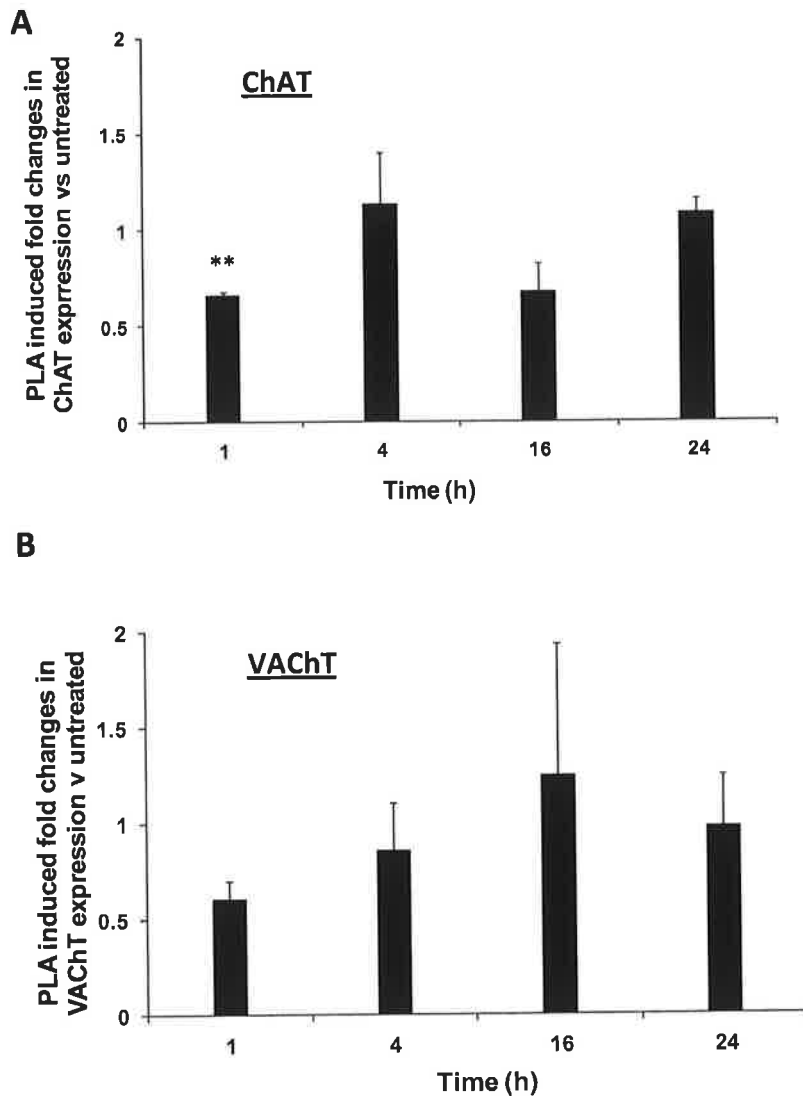 A
ChAT
PLA induced fold changes in
ChAT exprression vs untreated
2
1.5
1
0.5
0
**
1 4 16 24
Time (h)
B
VAChT
PLA induced fold changes in
VAChT expression v untreated
2
1.5
1
0.5
0
1 4 16 24
Time (h)